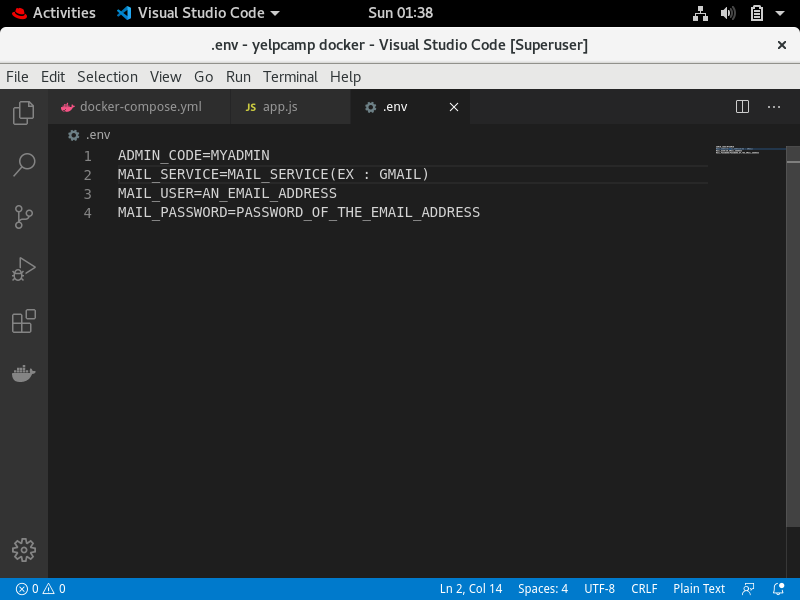 Activities Visual Studio Code Sun 01:38
.env - yelpcamp docker - Visual Studio Code [Superuser]
File Edit Selection View Go Run Terminal Help
docker-compose.yml JS app.js .env
.env
1 ADMIN_CODE=MYADMIN
2 MAIL_SERVICE=MAIL_SERVICE(EX : GMAIL)
3 MAIL_USER=AN_EMAIL_ADDRESS
4 MAIL_PASSWORD=PASSWORD_OF_THE_EMAIL_ADDRESS
0 0 Ln 2, Col 14 Spaces: 4 UTF-8 CRLF Plain Text